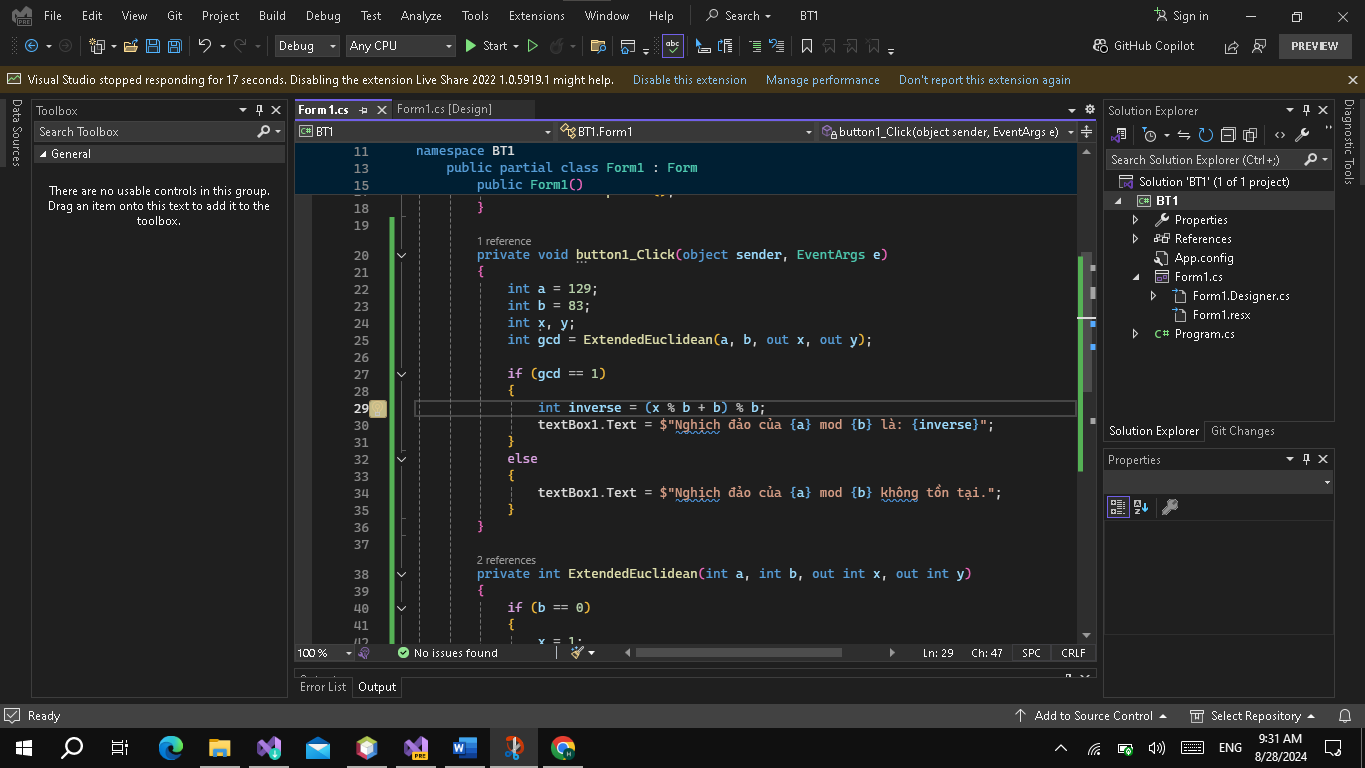 File Edit View Git Project Build Debug Test Analyze Tools Extensions Window Help Search BT1 Sign in
Debug Any CPU Start GitHub Copilot PREVIEW
Visual Studio stopped responding for 17 seconds. Disabling the extension Live Share 2022 1.0.5919.1 might help. Disable this extension Manage performance Don't report this extension again
Data Sources
Toolbox
Search Toolbox
General
There are no usable controls in this group.
Drag an item onto this text to add it to the
toolbox.
Form1.cs Form1.cs [Design]
BT1 BT1.Form1 button1_Click(object sender, EventArgs e)
11 namespace BT1
13 public partial class Form1 : Form
15 public Form1()
18 }
19
1 reference
20 private void button1_Click(object sender, EventArgs e)
21 {
22 int a = 129;
23 int b = 83;
24 int x, y;
25 int gcd = ExtendedEuclidean(a, b, out x, out y);
26
27 if (gcd == 1)
28 {
29 int inverse = (x % b + b) % b;
30 textBox1.Text = $"Nghịch đảo của {a} mod {b} là: {inverse}";
31 }
32 else
33 {
34 textBox1.Text = $"Nghịch đảo của {a} mod {b} không tồn tại.";
35 }
36 }
37
2 references
38 private int ExtendedEuclidean(int a, int b, out int x, out int y)
39 {
40 if (b == 0)
41 {
42 x = 1;
100 % No issues found Ln: 29 Ch: 47 SPC CRLF
Error List Output
Solution Explorer
Search Solution Explorer (Ctrl+;)
Solution 'BT1' (1 of 1 project)
BT1
Properties
References
App.config
Form1.cs
Form1.Designer.cs
Form1.resx
Program.cs
Solution Explorer Git Changes
Properties
Diagnostic Tools
Ready Add to Source Control Select Repository
ENG 9:31 AM
8/28/2024